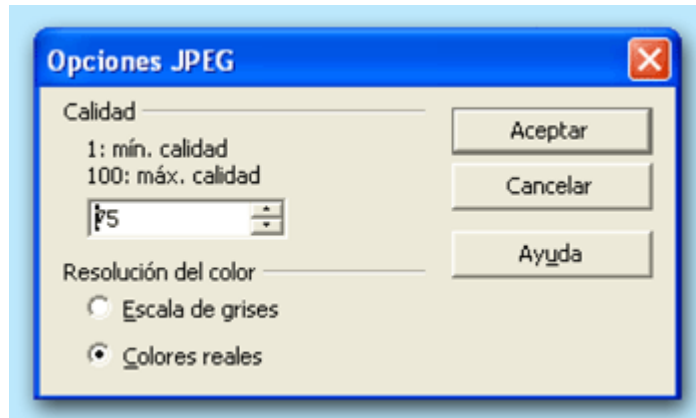 Opciones JPEG
Calidad
1: mín. calidad
100: máx. calidad
75
Resolución del color
Escala de grises
Colores reales
Aceptar
Cancelar
Ayuda